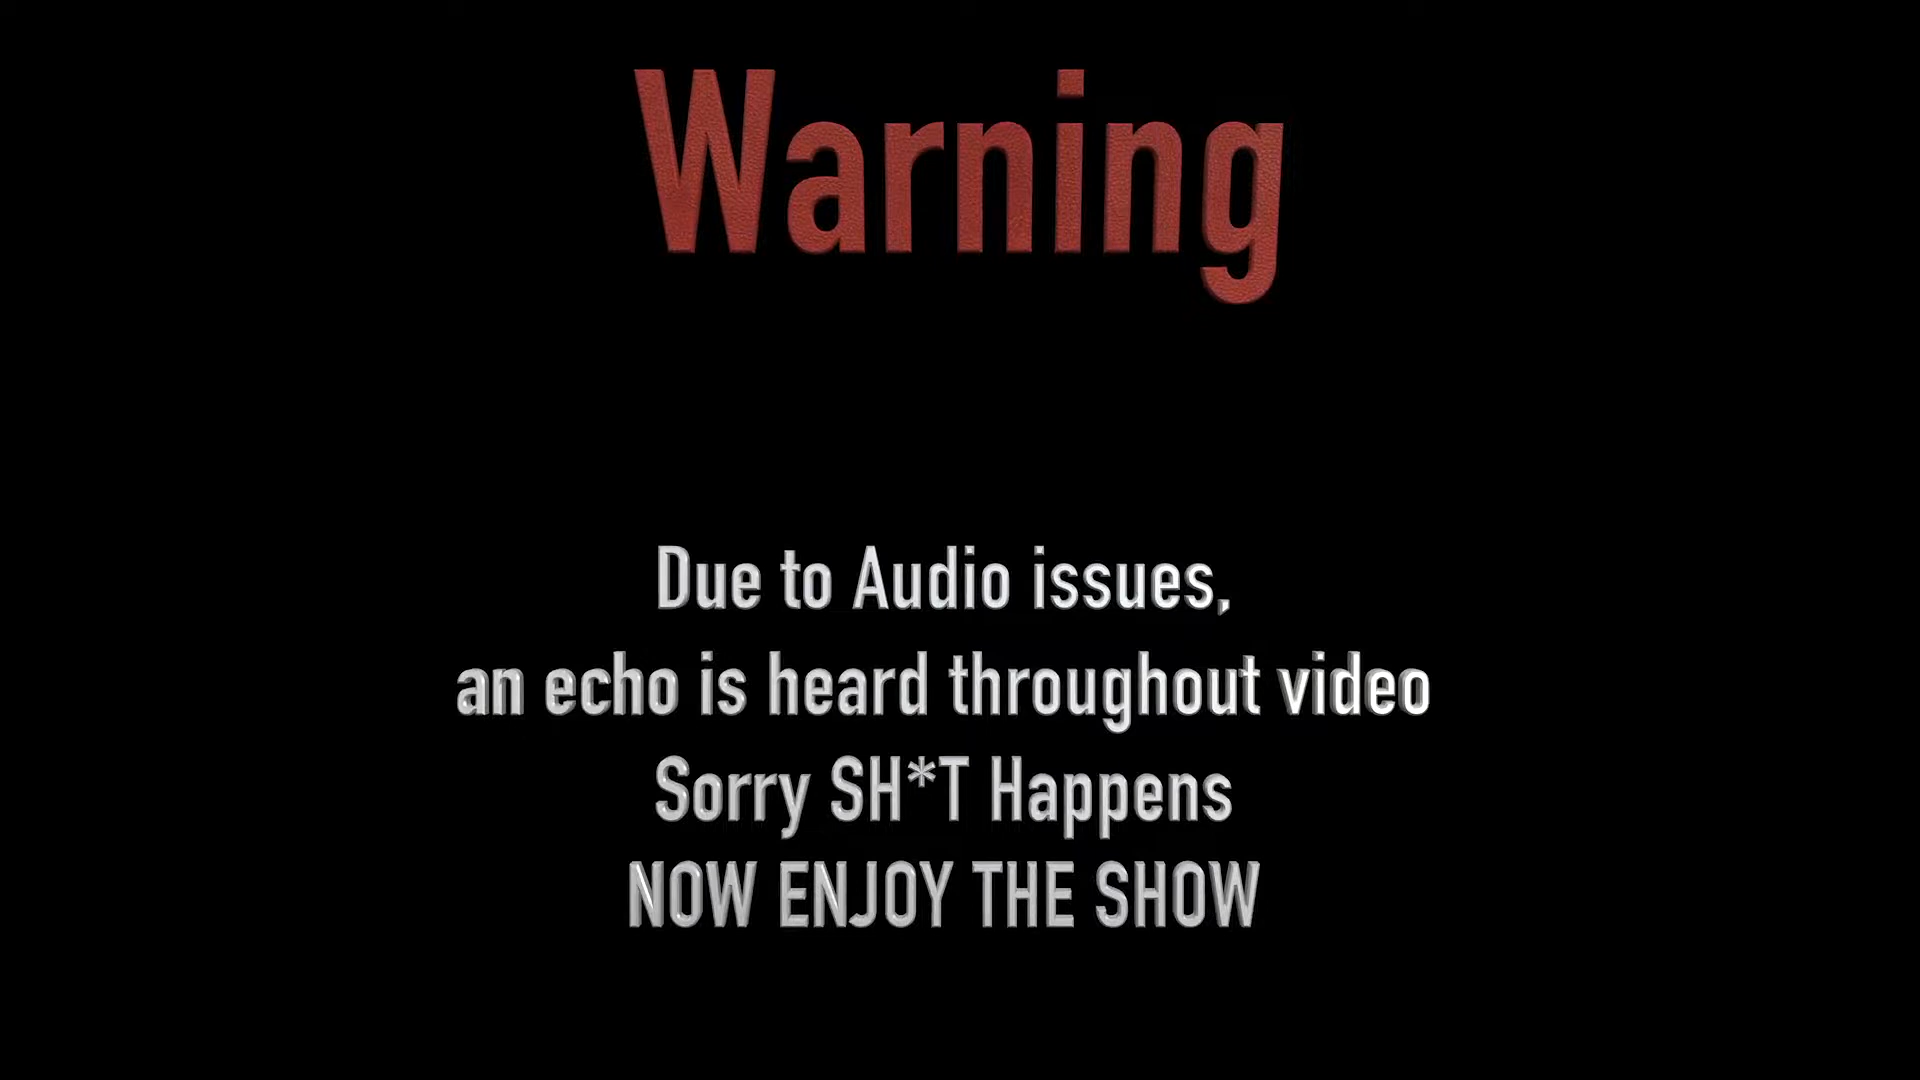 Warning
Due to Audio issues,
an echo is heard throughout video
Sorry SH*T Happens
NOW ENJOY THE SHOW